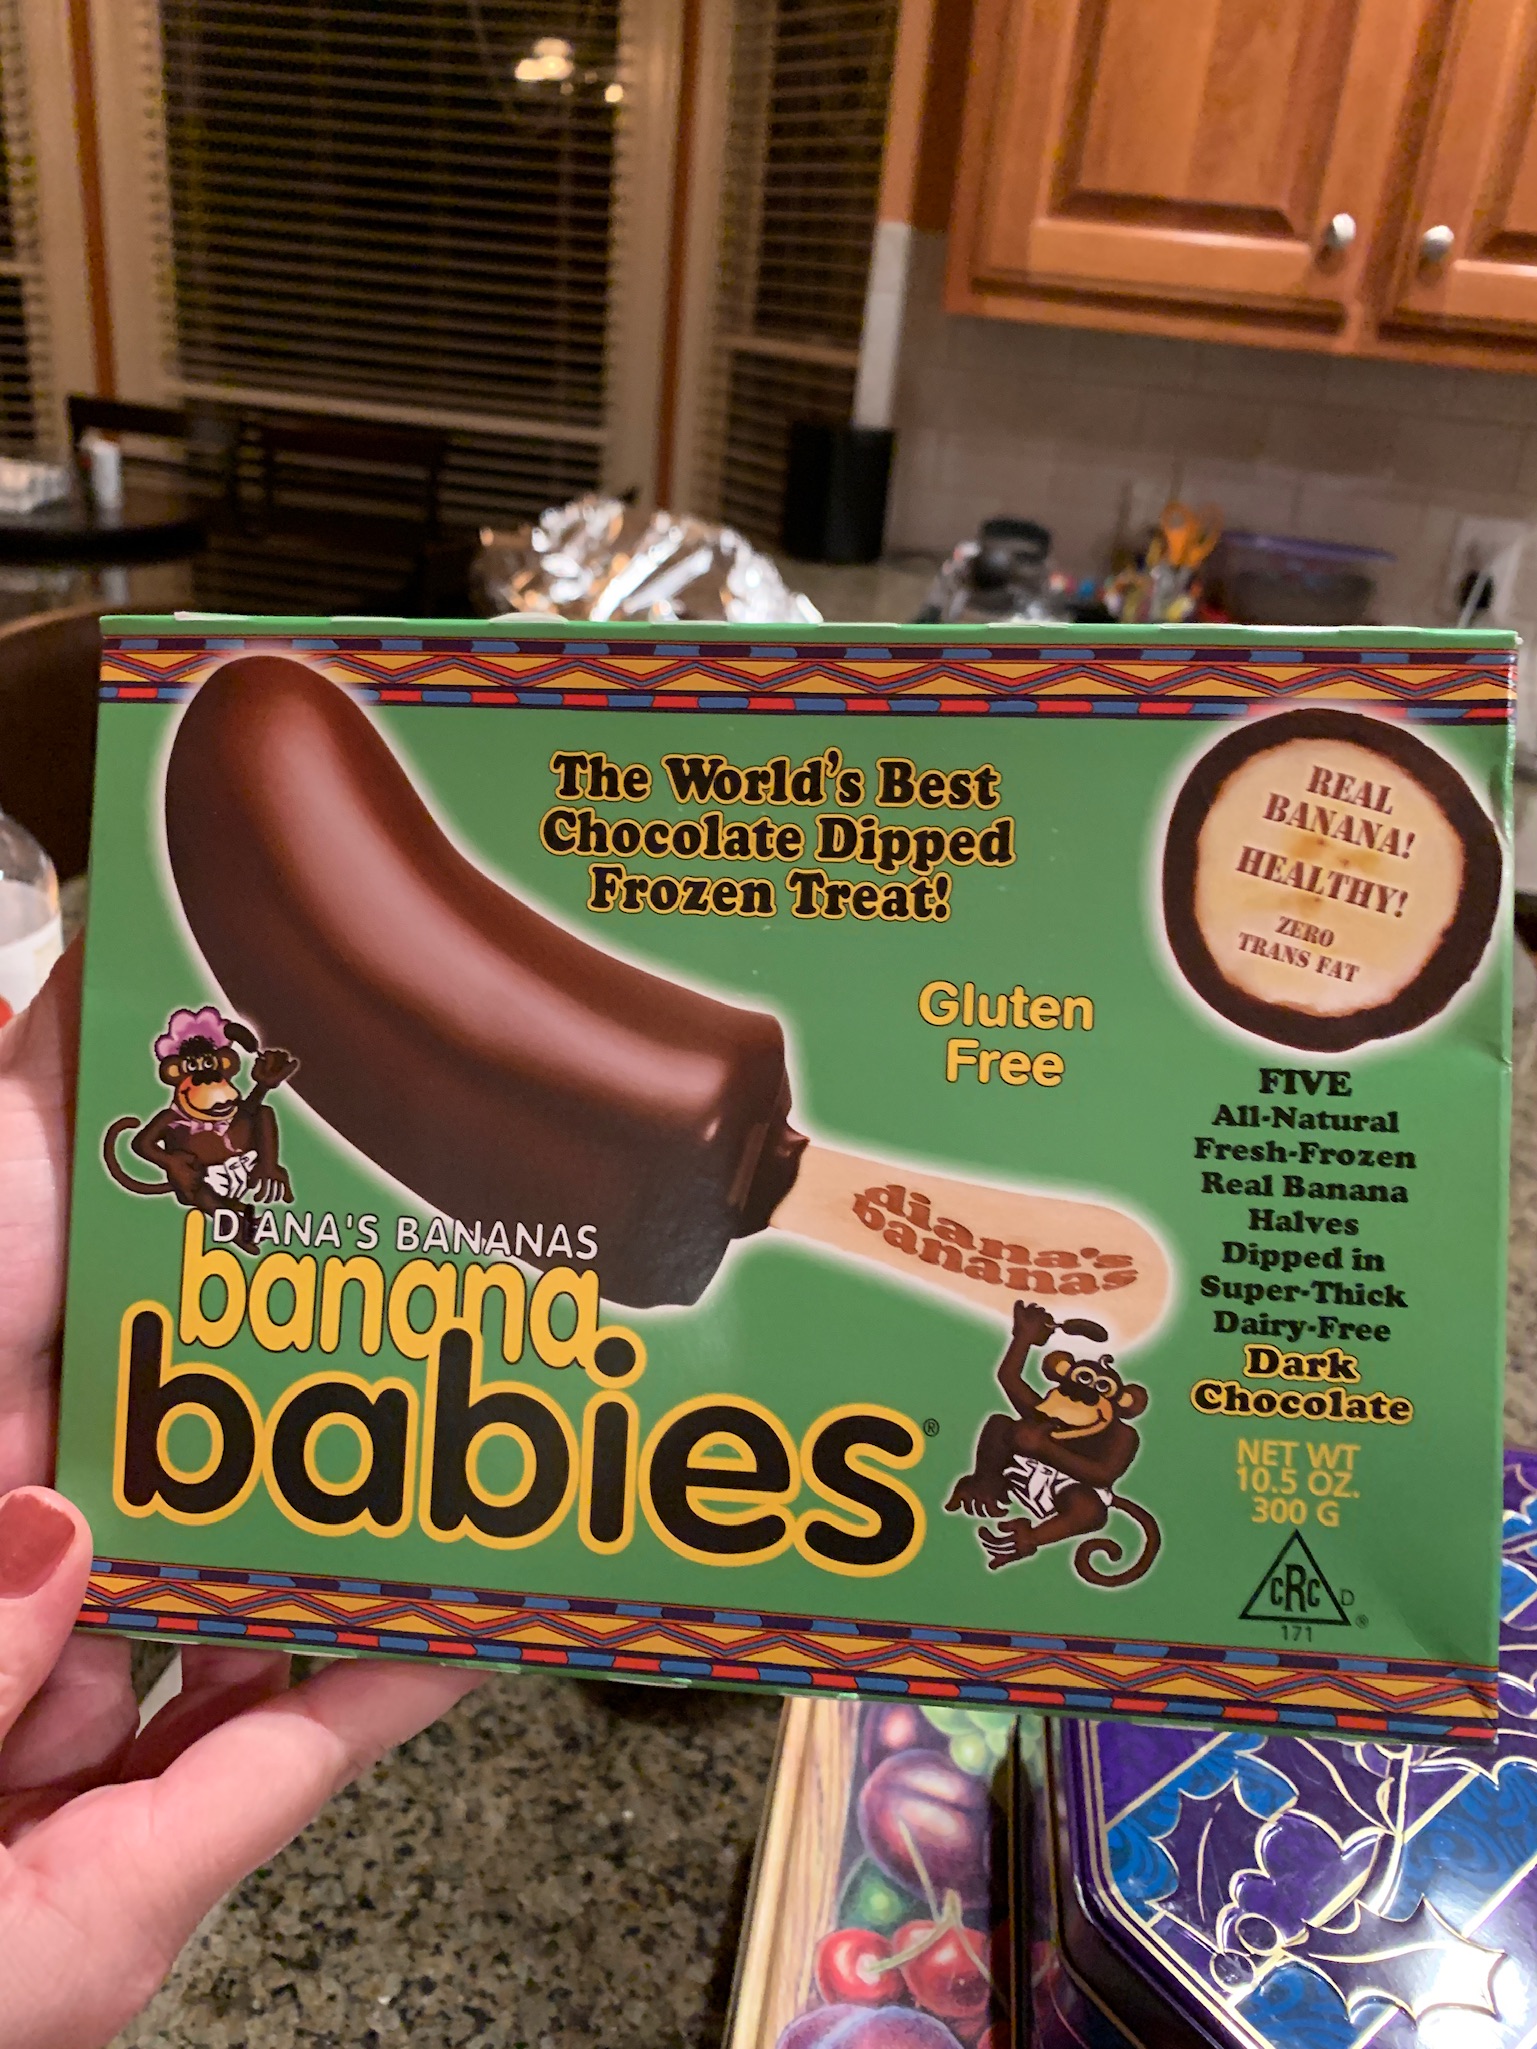 The World's Best
Chocolate Dipped
Frozen Treat!
REAL
BANANA!
HEALTHY!
ZERO
TRANS FAT
Gluten
Free
FIVE
All-Natural
Fresh-Frozen
Real Banana
Halves
Dipped in
Super-Thick
Dairy-Free
Dark
Chocolate
diana's
bananas
DIANA'S BANANAS
banana
babies®
NET WT
10.5 OZ.
300 G
CRC D
®
171